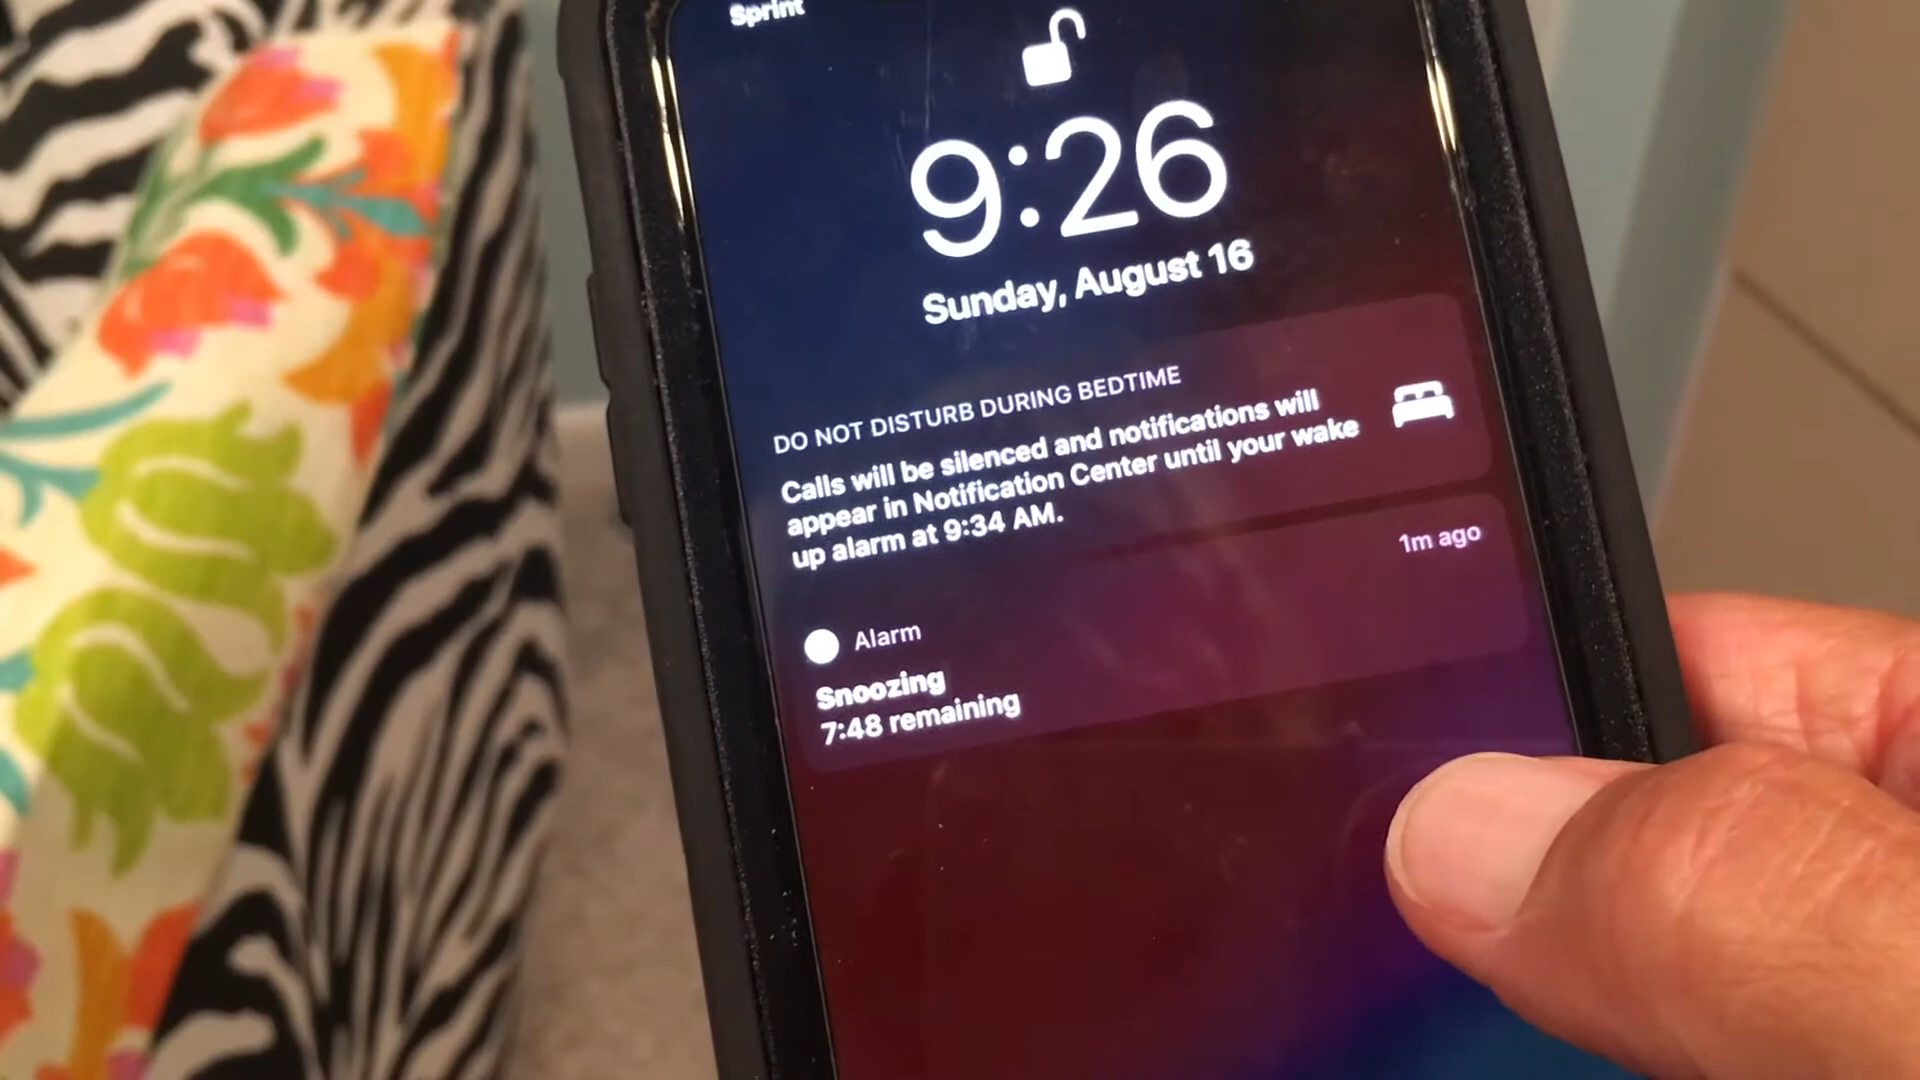 Sprint
9:26
Sunday, August 16
DO NOT DISTURB DURING BEDTIME
Calls will be silenced and notifications will
appear in Notification Center until your wake
up alarm at 9:34 AM.
1m ago
Alarm
Snoozing
7:48 remaining